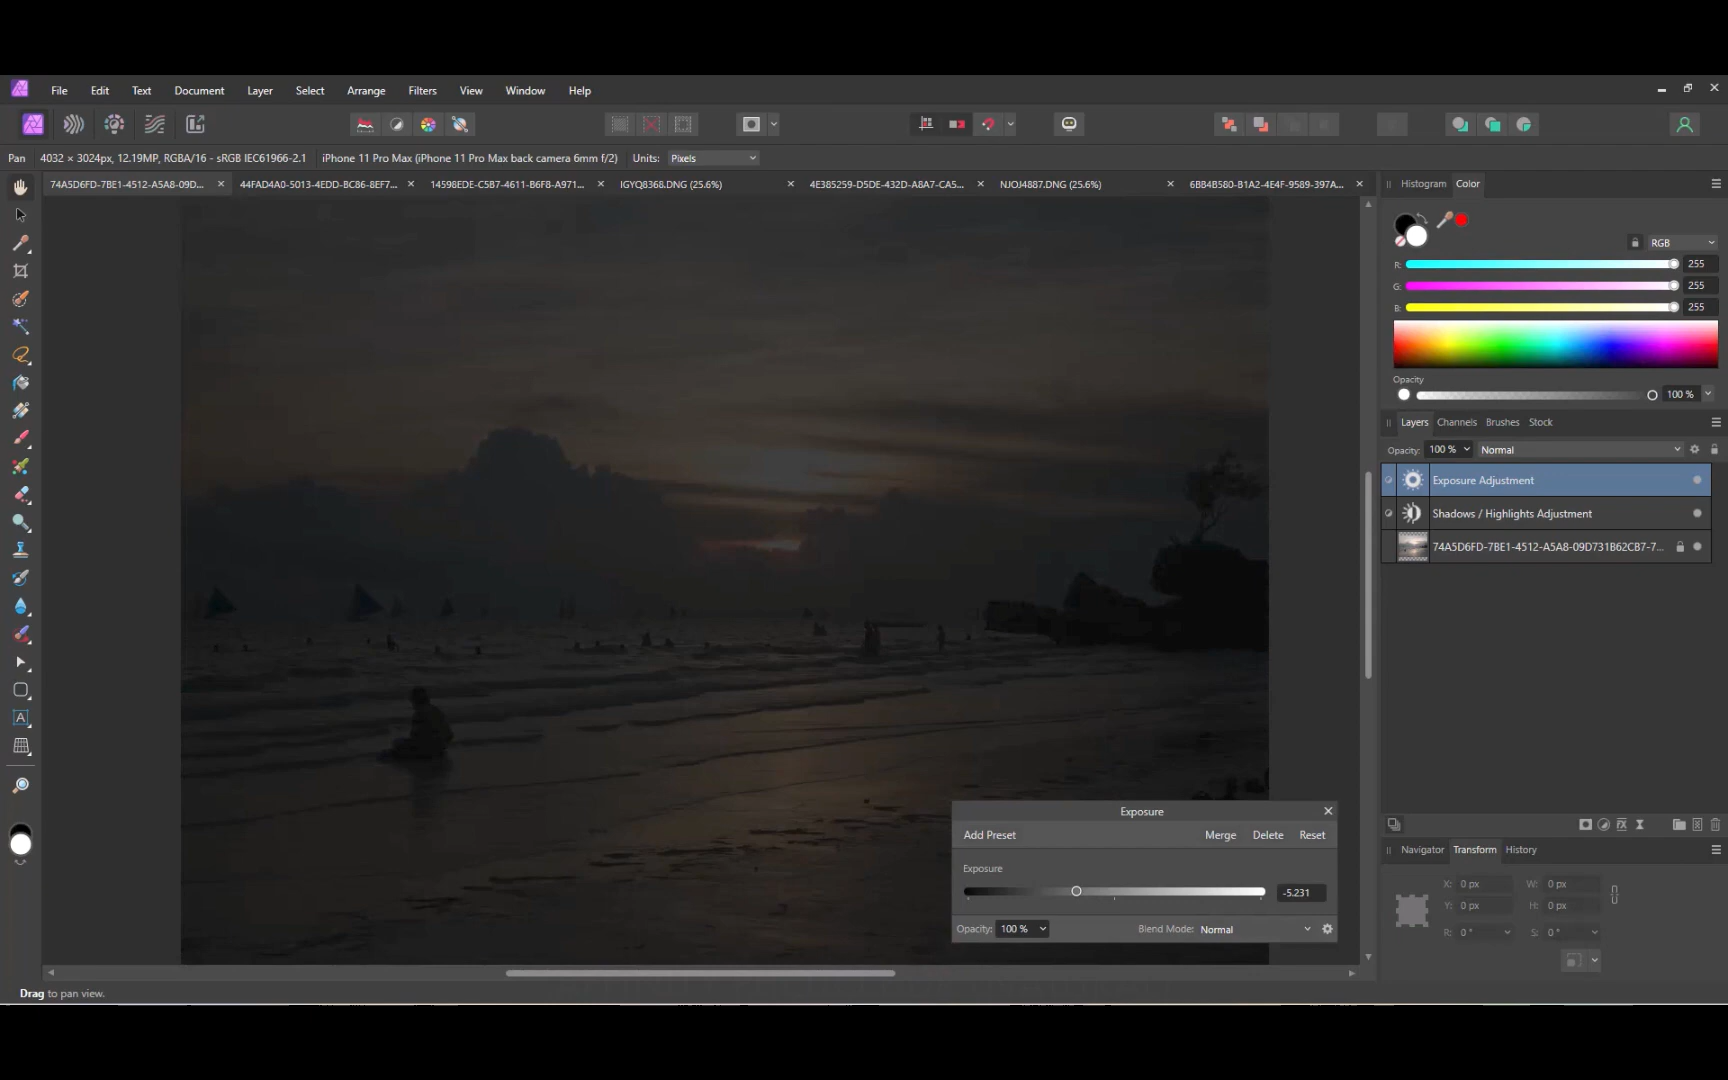 File Edit Text Document Layer Select Arrange Filters View Window Help
Pan 4032 × 3024px, 12.19MP, RGBA/16 - sRGB IEC61966-2.1 iPhone 11 Pro Max (iPhone 11 Pro Max back camera 6mm f/2) Units: Pixels
74A5D6FD-7BE1-4512-A5A8-09D... 44FAD4A0-5013-4EDD-BC86-8EF7... 14598EDE-C5B7-4611-B6F8-A971... IGYQ8368.DNG (25.6%) 4E385259-D5DE-432D-A8A7-CA5... NJOJ4887.DNG (25.6%) 6BB4B580-B1A2-4E4F-9589-397A...
Histogram Color
RGB
R: 255
G: 255
B: 255
Opacity
100 %
Layers Channels Brushes Stock
Opacity: 100 % Normal
Exposure Adjustment
Shadows / Highlights Adjustment
74A5D6FD-7BE1-4512-A5A8-09D731B62CB7-7...
Exposure
Add Preset Merge Delete Reset
Exposure
-5.231
Opacity: 100 % Blend Mode: Normal
Navigator Transform History
X: 0 px W: 0 px
Y: 0 px H: 0 px
R: 0 ° S: 0 °
Drag to pan view.